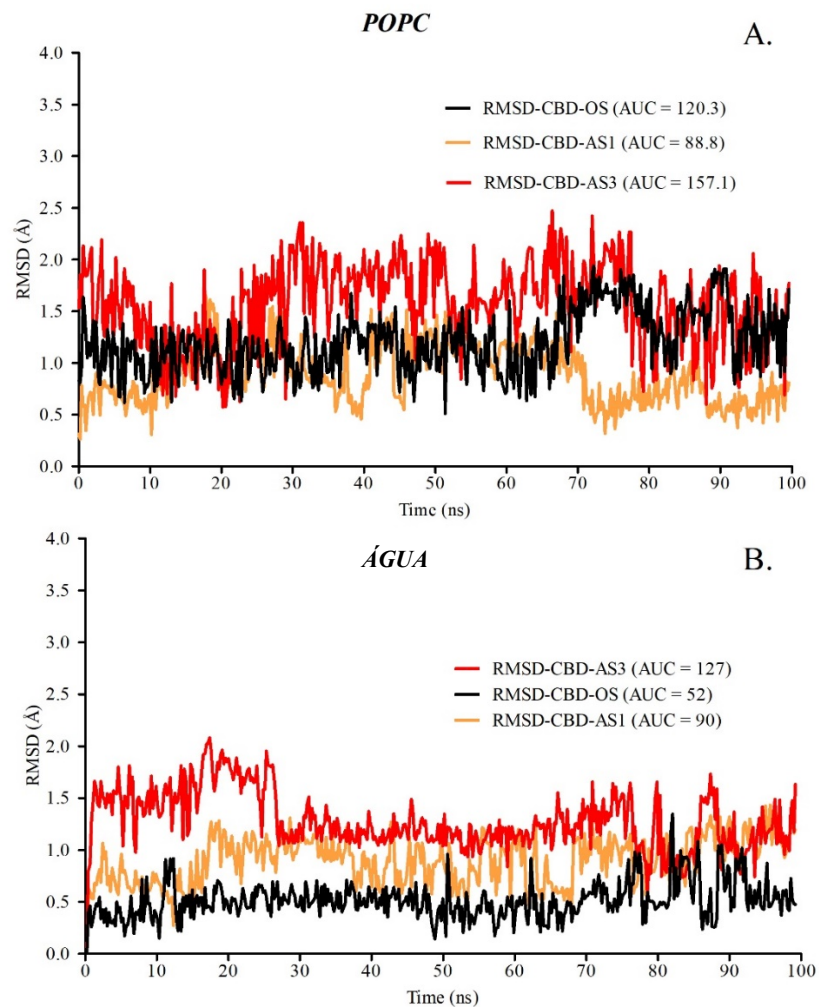 POPC
A.
4.0
3.5
3.0
2.5
2.0
1.5
1.0
0.5
0.0
RMSD (Å)
RMSD-CBD-OS (AUC = 120.3)
RMSD-CBD-AS1 (AUC = 88.8)
RMSD-CBD-AS3 (AUC = 157.1)
0 10 20 30 40 50 60 70 80 90 100
Time (ns)
ÁGUA
B.
4.0
3.5
3.0
2.5
2.0
1.5
1.0
0.5
0.0
RMSD (Å)
RMSD-CBD-AS3 (AUC = 127)
RMSD-CBD-OS (AUC = 52)
RMSD-CBD-AS1 (AUC = 90)
0 10 20 30 40 50 60 70 80 90 100
Time (ns)